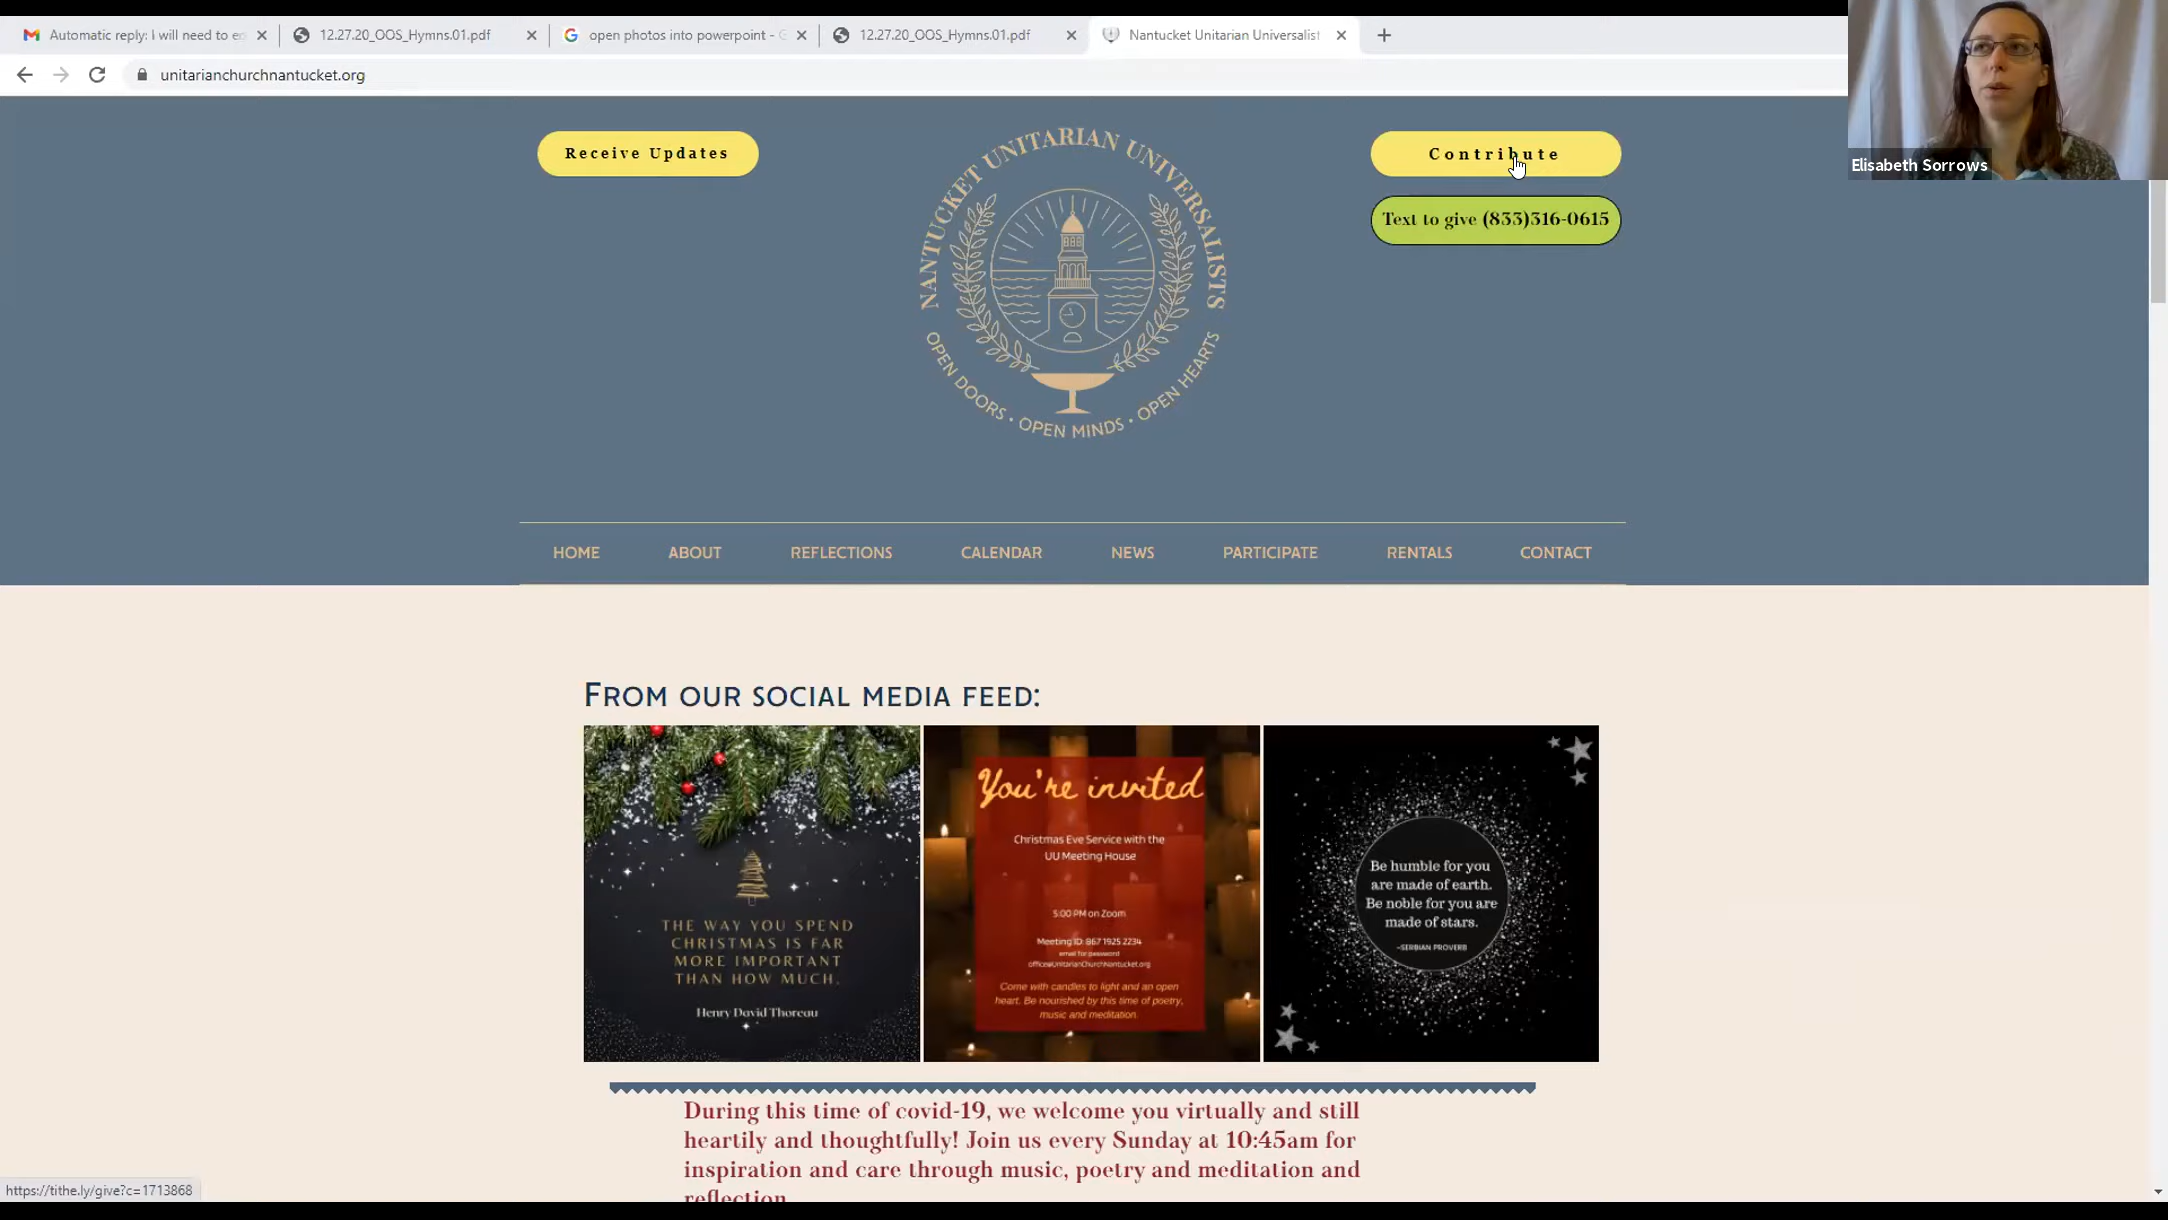 Automatic reply: I will need to e
12.27.20_OOS_Hymns.01.pdf
open photos into powerpoint - G
12.27.20_OOS_Hymns.01.pdf
Nantucket Unitarian Universalist
unitarianchurchnantucket.org
Elisabeth Sorrows
Receive Updates
Contribute
Text to give (833)316-0615
NANTUCKET UNITARIAN UNIVERSALISTS
OPEN DOORS • OPEN MINDS • OPEN HEARTS
HOME
ABOUT
REFLECTIONS
CALENDAR
NEWS
PARTICIPATE
RENTALS
CONTACT
From our social media feed:
THE WAY YOU SPEND
CHRISTMAS IS FAR
MORE IMPORTANT
THAN HOW MUCH.
Henry David Thoreau
You're invited
Christmas Eve Service with the
UU Meeting House
5:00 PM on Zoom
Meeting ID: 867 1925 2234
email for password
office@UnitarianChurchNantucket.org
Come with candles to light and an open
heart. Be nourished by this time of poetry,
music and meditation.
Be humble for you
are made of earth.
Be noble for you are
made of stars.
~SERBIAN PROVERB
During this time of covid-19, we welcome you virtually and still
heartily and thoughtfully! Join us every Sunday at 10:45am for
inspiration and care through music, poetry and meditation and
reflection
https://tithe.ly/give?c=1713868